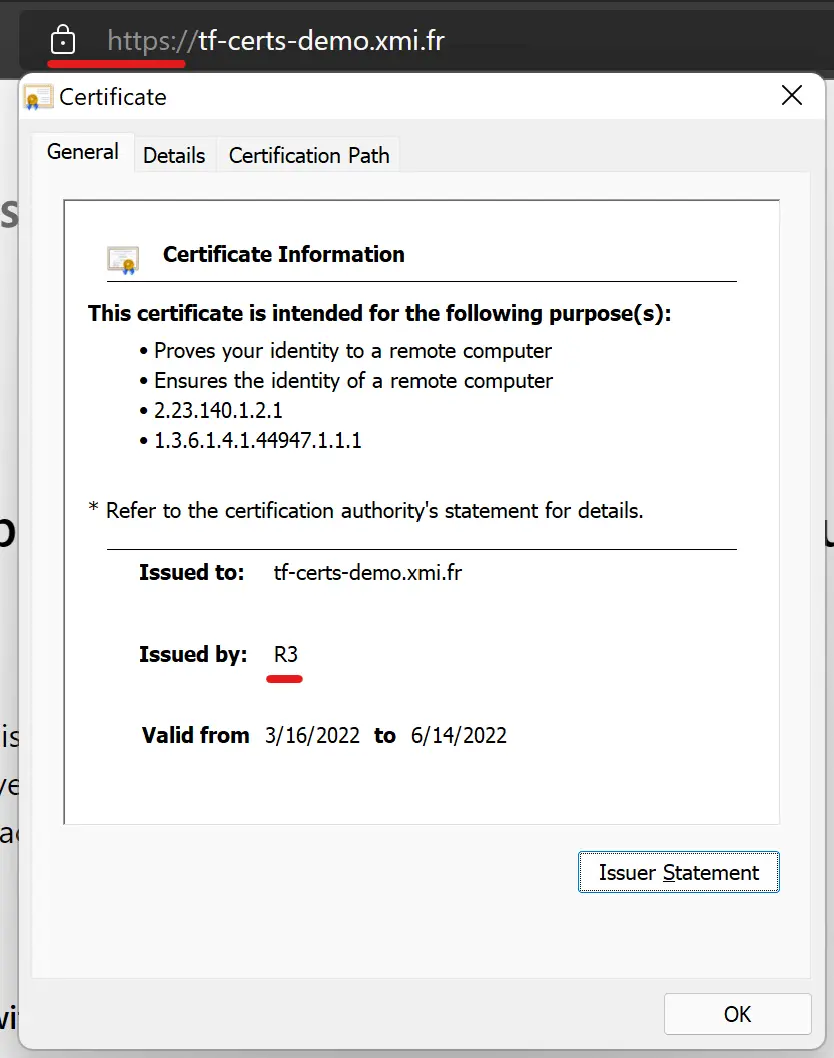 https://tf-certs-demo.xmi.fr
Certificate
General
Details
Certification Path
Certificate Information
This certificate is intended for the following purpose(s):
• Proves your identity to a remote computer
• Ensures the identity of a remote computer
• 2.23.140.1.2.1
• 1.3.6.1.4.1.44947.1.1.1
* Refer to the certification authority's statement for details.
Issued to: tf-certs-demo.xmi.fr
Issued by: R3
Valid from 3/16/2022 to 6/14/2022
Issuer Statement
OK